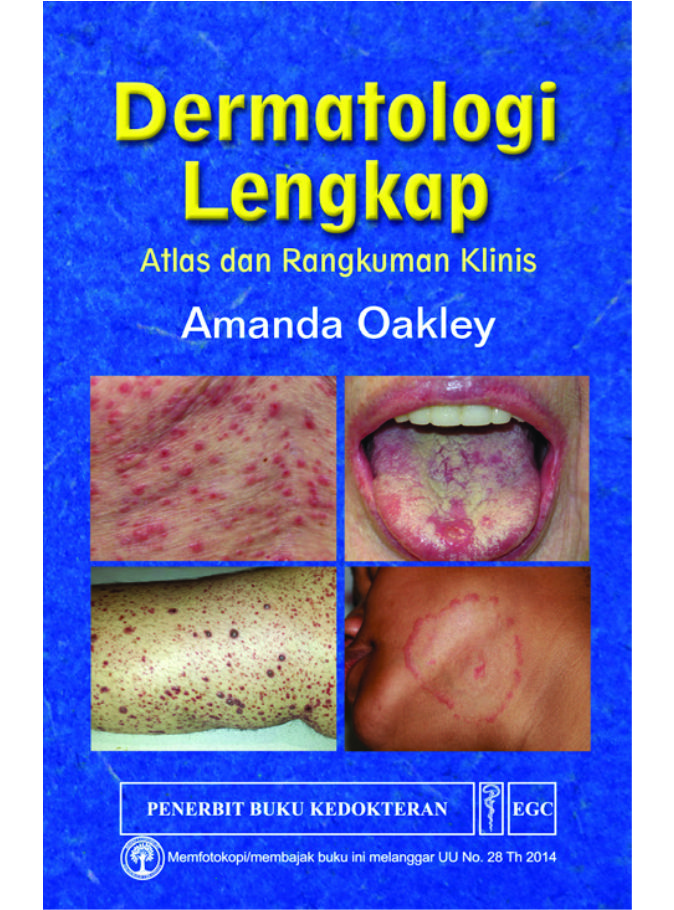 Dermatologi
Lengkap
Atlas dan Rangkuman Klinis
Amanda Oakley
PENERBIT BUKU KEDOKTERAN EGC
Memfotokopi/membajak buku ini melanggar UU No. 28 Th 2014